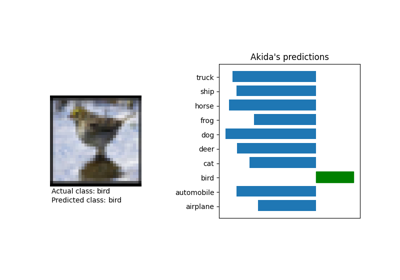 Akida's predictions
truck
ship
horse
frog
dog
deer
cat
bird
automobile
airplane
Actual class: bird
Predicted class: bird